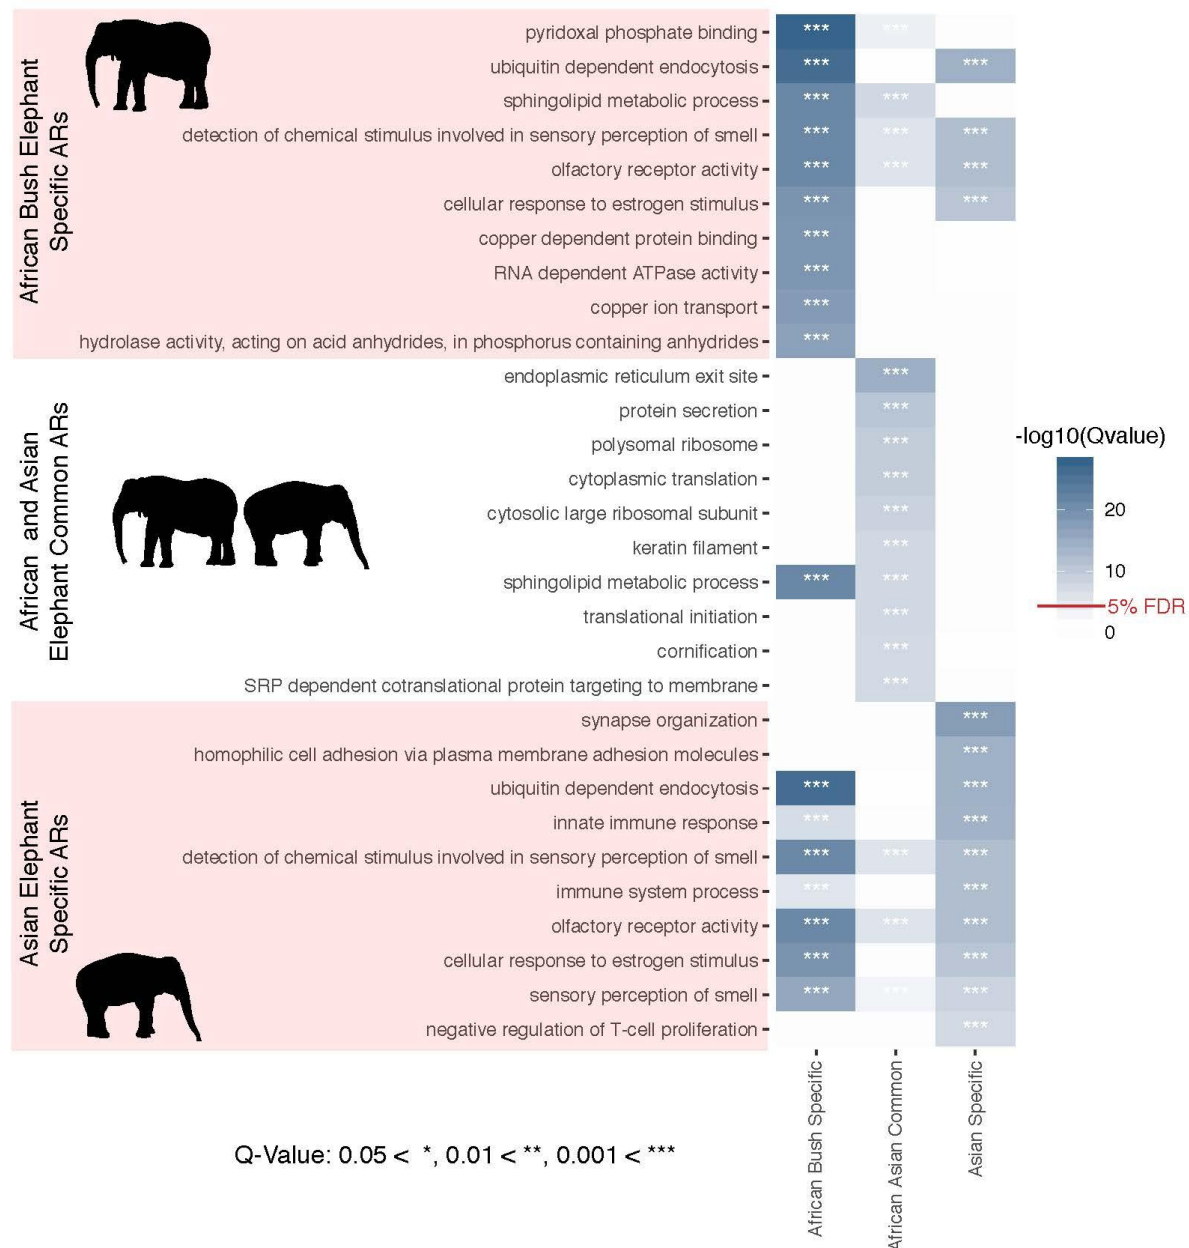 African Bush Elephant
Specific ARs
pyridoxal phosphate binding
*** ***
ubiquitin dependent endocytosis
*** ***
sphingolipid metabolic process
*** ***
detection of chemical stimulus involved in sensory perception of smell
*** *** ***
olfactory receptor activity
*** *** ***
cellular response to estrogen stimulus
*** ***
copper dependent protein binding
***
RNA dependent ATPase activity
***
copper ion transport
***
hydrolase activity, acting on acid anhydrides, in phosphorus containing anhydrides
***
African and Asian
Elephant Common ARs
endoplasmic reticulum exit site
***
protein secretion
***
polysomal ribosome
***
cytoplasmic translation
***
cytosolic large ribosomal subunit
***
keratin filament
***
sphingolipid metabolic process
*** ***
translational initiation
***
cornification
***
SRP dependent cotranslational protein targeting to membrane
***
Asian Elephant
Specific ARs
synapse organization
***
homophilic cell adhesion via plasma membrane adhesion molecules
***
ubiquitin dependent endocytosis
*** ***
innate immune response
*** ***
detection of chemical stimulus involved in sensory perception of smell
*** *** ***
immune system process
*** ***
olfactory receptor activity
*** *** ***
cellular response to estrogen stimulus
*** ***
sensory perception of smell
*** *** ***
negative regulation of T-cell proliferation
***
African Bush Specific
African Asian Common
Asian Specific
-log10(Qvalue)
20
10
5% FDR
0
Q-Value: 0.05 < *, 0.01 < **, 0.001 < ***